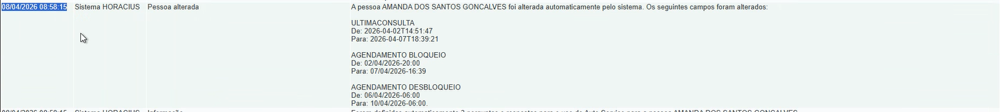 08/04/2026 08:58:15 Sistema HORACIUS Pessoa alterada A pessoa AMANDA DOS SANTOS GONCALVES foi alterada automaticamente pelo sistema. Os seguintes campos foram alterados:
ULTIMACONSULTA
De: 2026-04-02T14:51:47
Para: 2026-04-07T18:39:21
AGENDAMENTO BLOQUEIO
De: 02/04/2026-20:00
Para: 07/04/2026-16:39
AGENDAMENTO DESBLOQUEIO
De: 06/04/2026-06:00
Para: 10/04/2026-06:00.
08/04/2026 08:58:15 Sistema HORACIUS Informação Foram definidas automaticamente 3 perguntas e respostas para o uso do Auto Serviço para a pessoa AMANDA DOS SANTOS GONCALVES